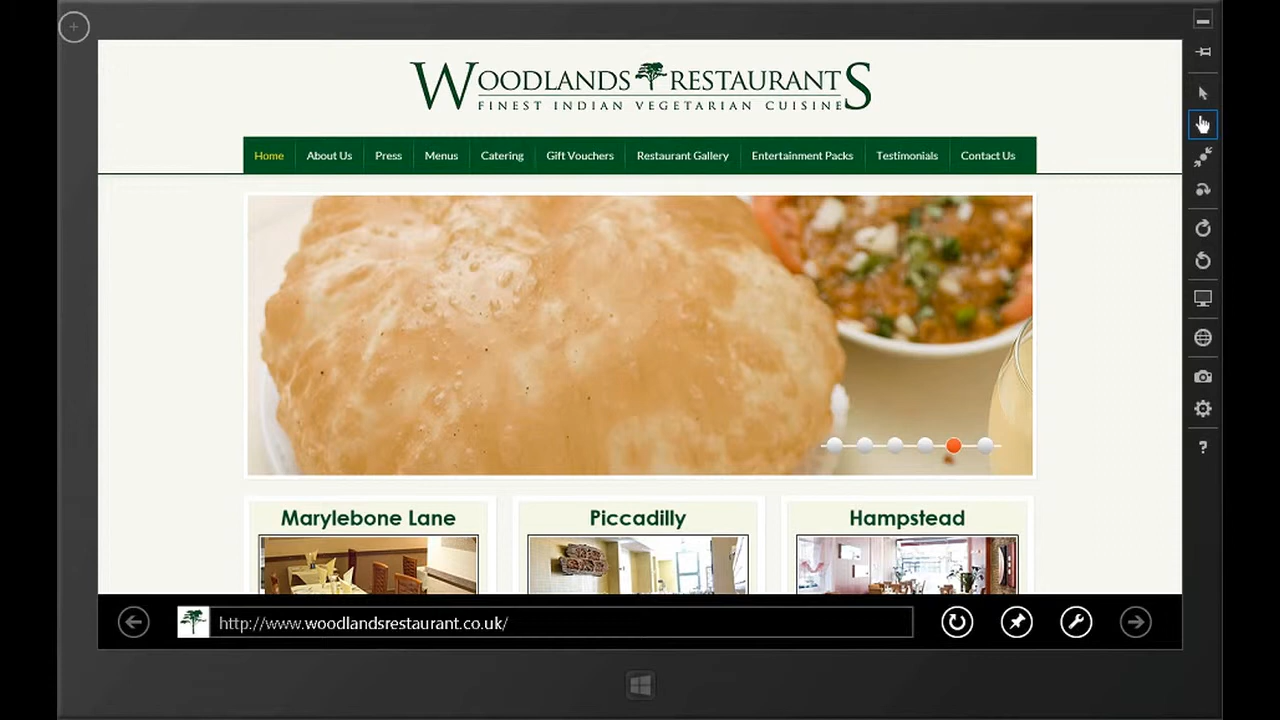 WOODLANDS RESTAURANTS
FINEST INDIAN VEGETARIAN CUISINE
Home About Us Press Menus Catering Gift Vouchers Restaurant Gallery Entertainment Packs Testimonials Contact Us
Marylebone Lane
Piccadilly
Hampstead
http://www.woodlandsrestaurant.co.uk/
?